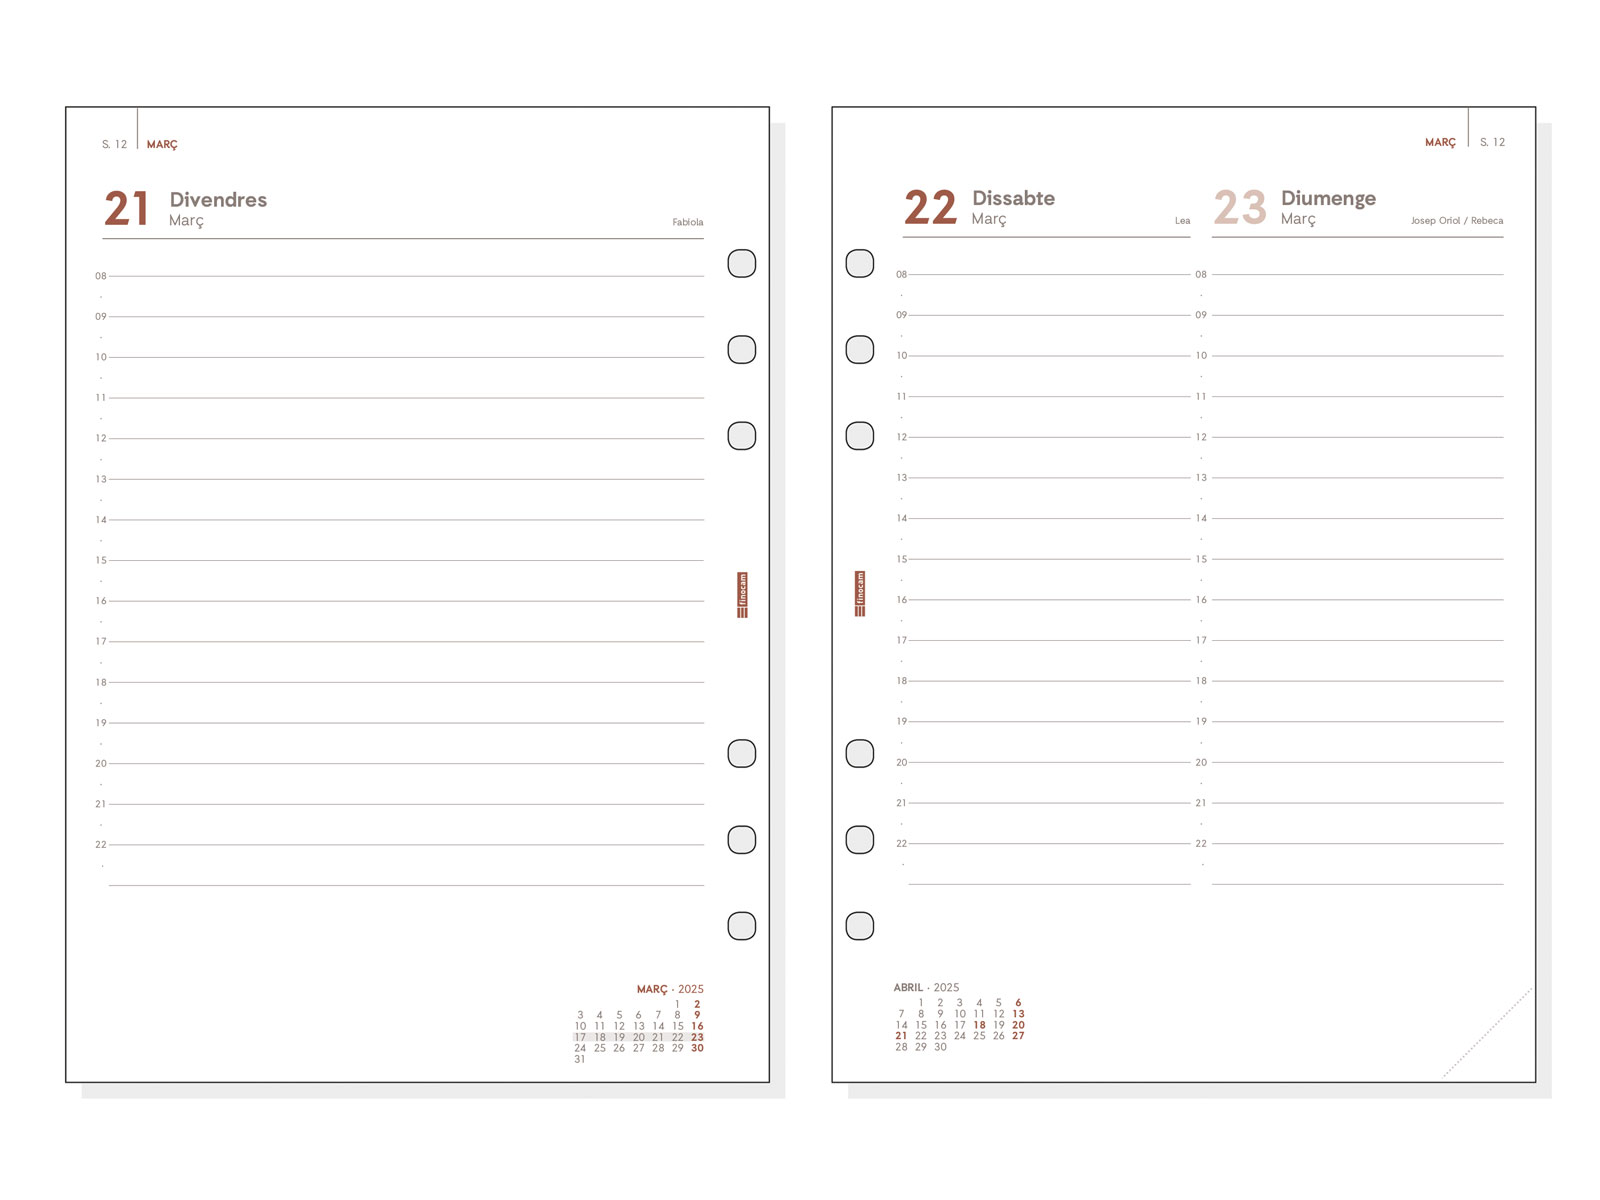 S. 12 MARÇ
21 Divendres
Març
Fabiola
08
09
10
11
12
13
14
15
16
17
18
19
20
21
22
finocam
MARÇ · 2025
1 2
3 4 5 6 7 8 9
10 11 12 13 14 15 16
17 18 19 20 21 22 23
24 25 26 27 28 29 30
31
MARÇ S. 12
22 Dissabte
Març
Lea
23 Diumenge
Març
Josep Oriol / Rebeca
08 08
09 09
10 10
11 11
12 12
13 13
14 14
15 15
16 16
17 17
18 18
19 19
20 20
21 21
22 22
finocam
ABRIL · 2025
1 2 3 4 5 6
7 8 9 10 11 12 13
14 15 16 17 18 19 20
21 22 23 24 25 26 27
28 29 30